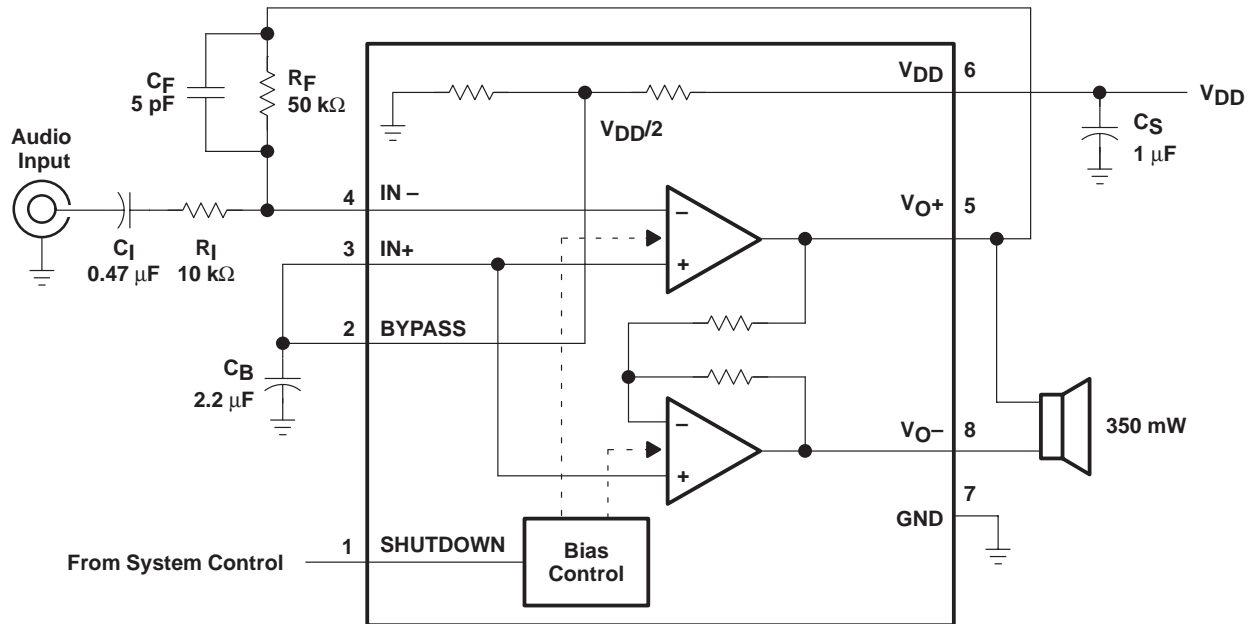 VDD
6
CF
5 pF
RF
50 kΩ
VDD
VDD/2
CS
1 μF
Audio
Input
4
IN –
VO+
5
–
+
CI
0.47 μF
RI
10 kΩ
3
IN+
2
BYPASS
CB
2.2 μF
–
+
VO–
8
350 mW
7
GND
From System Control
1
SHUTDOWN
Bias
Control